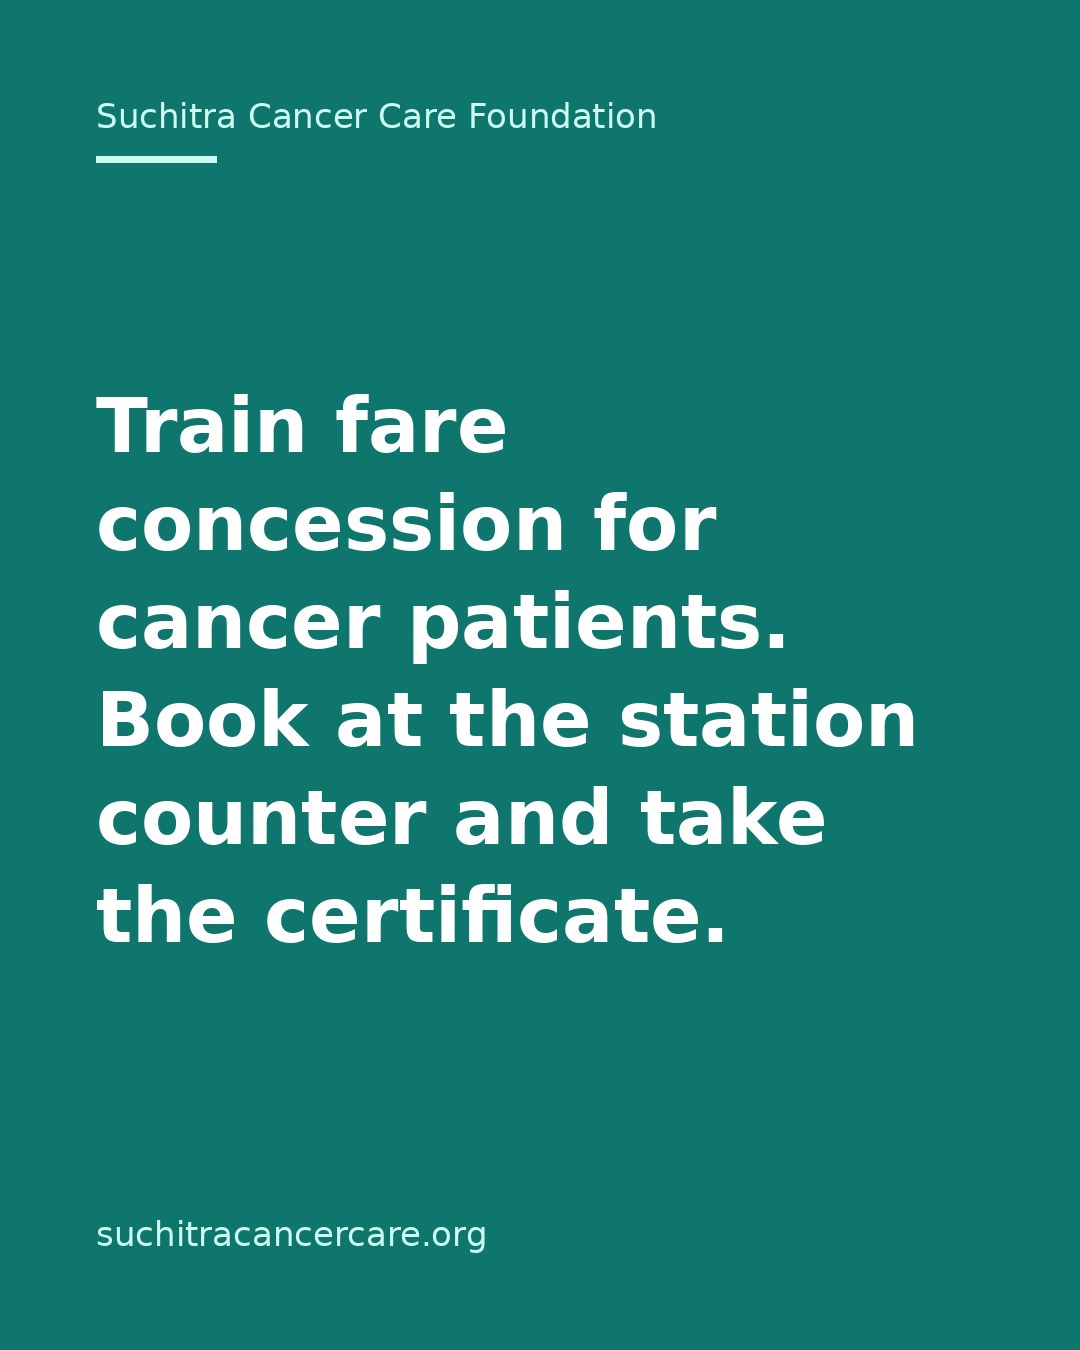 Suchitra Cancer Care Foundation
Train fare
concession for
cancer patients.
Book at the station
counter and take
the certificate.
suchitracancercare.org